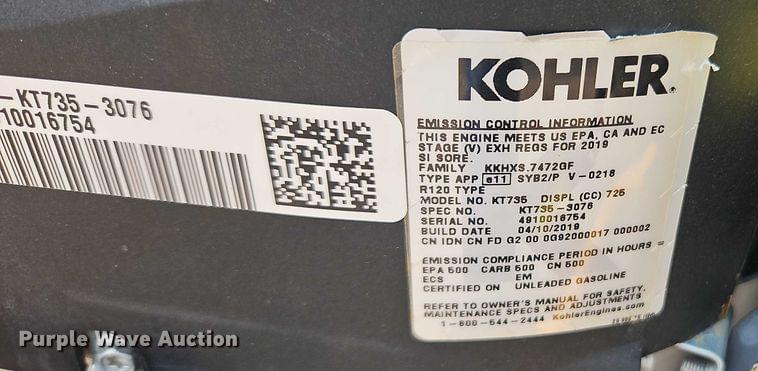 -KT735-3076
10016754
KOHLER.
EMISSION CONTROL INFORMATION
THIS ENGINE MEETS US EPA, CA AND EC
STAGE (V) EXH REGS FOR 2019
SI SORE.
FAMILY KKHXS.7472GF
TYPE APP e11 SYB2/P V-0218
R120 TYPE
MODEL NO. KT735 DISPL (CC) 725
SPEC NO. KT735-3076
SERIAL NO. 4910016754
BUILD DATE 04/10/2019
CN IDN CN FD G2 00 0G92000017 000002
EMISSION COMPLIANCE PERIOD IN HOURS =
EPA 500 CARB 500 CN 500
ECS EM
CERTIFIED ON UNLEADED GASOLINE
REFER TO OWNER'S MANUAL FOR SAFETY,
MAINTENANCE SPECS AND ADJUSTMENTS
1-800-544-2444 KohlerEngines.com
Purple Wave Auction